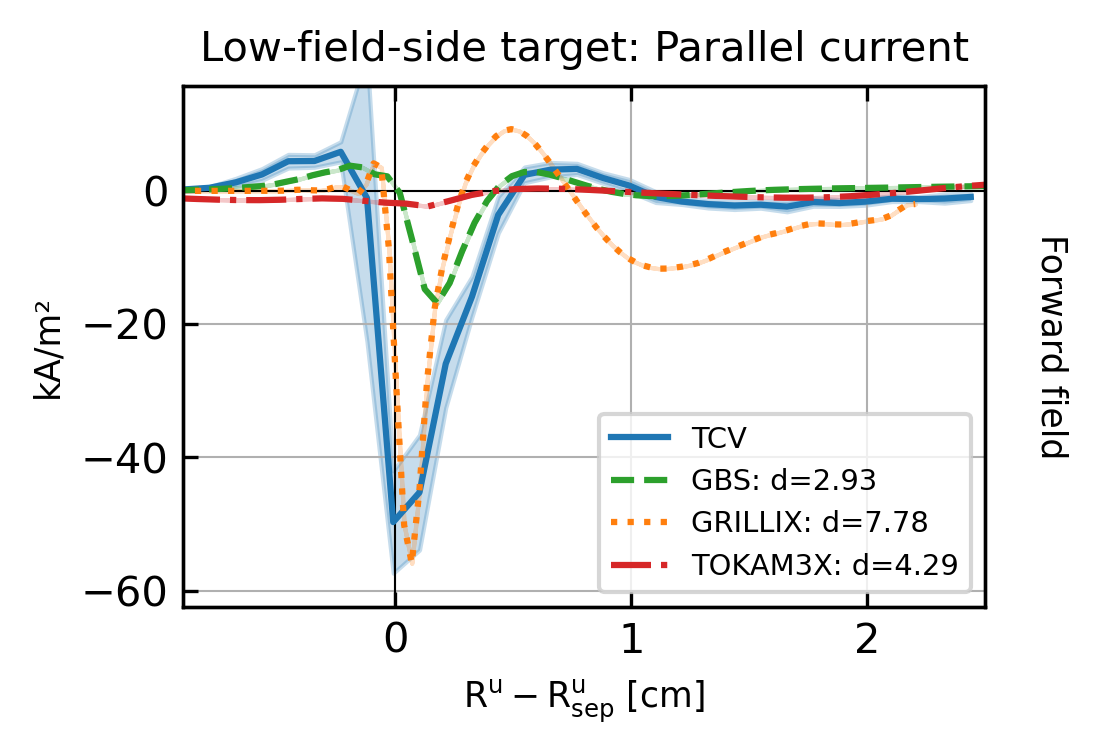 Low-field-side target: Parallel current
kA/m²
0
−20
−40
−60
TCV
GBS: d=2.93
GRILLIX: d=7.78
TOKAM3X: d=4.29
0 1 2
Rᵘ − Rᵘsep [cm]
Forward field